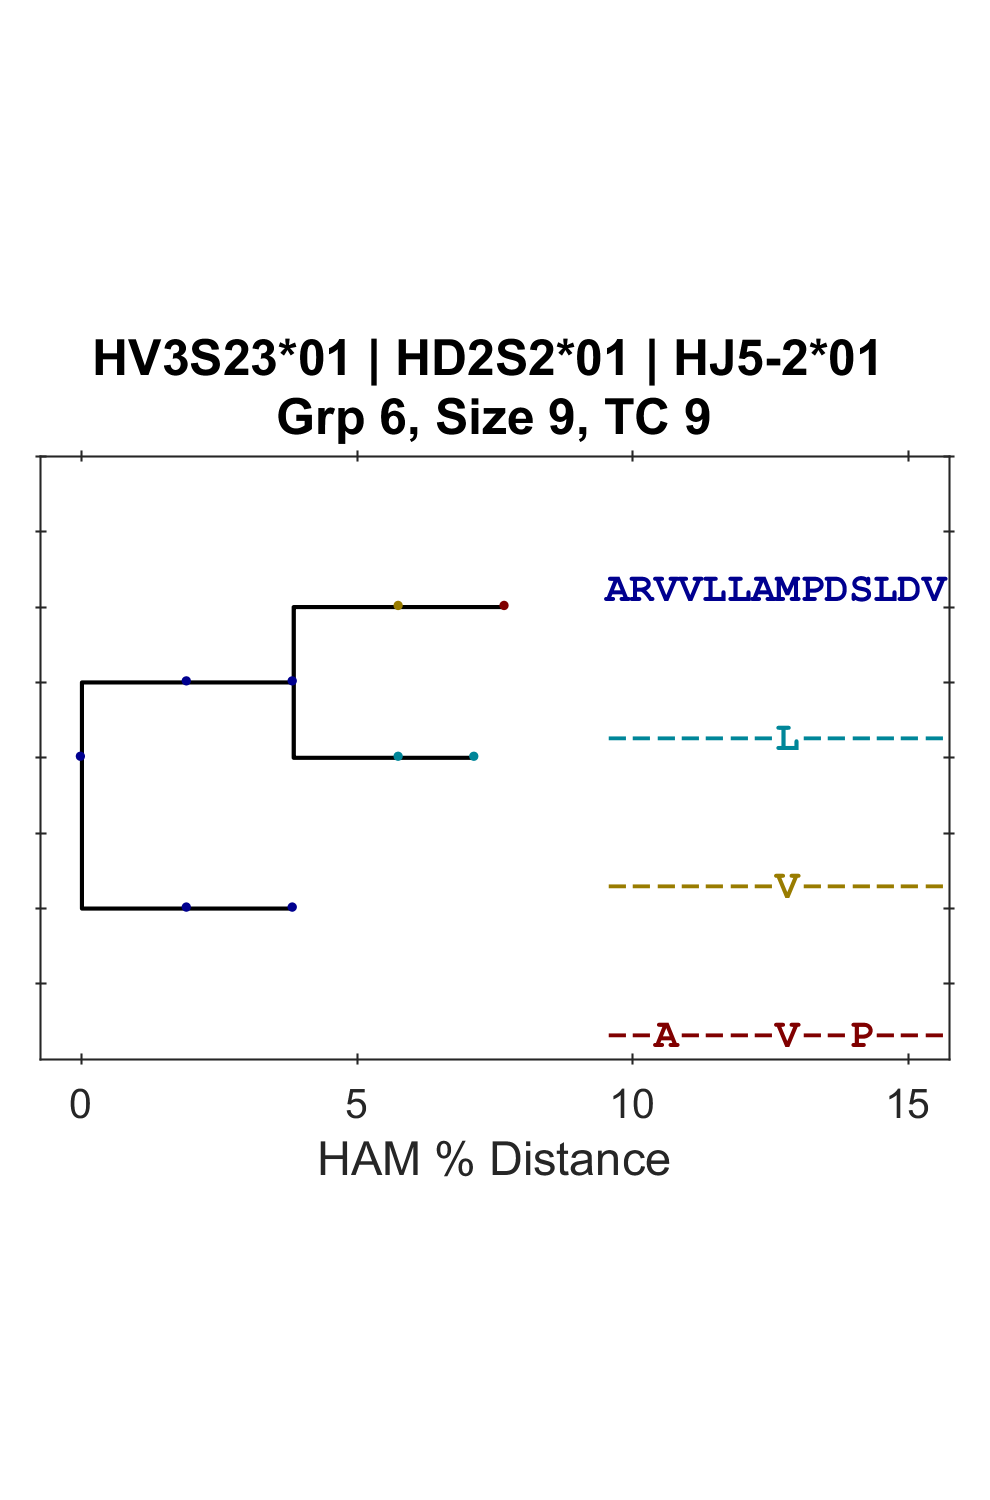 HV3S23*01 | HD2S2*01 | HJ5-2*01
Grp 6, Size 9, TC 9
ARVVLLAMPDSLDV
-------L------
-------V------
--A----V--P---
0 5 10 15
HAM % Distance